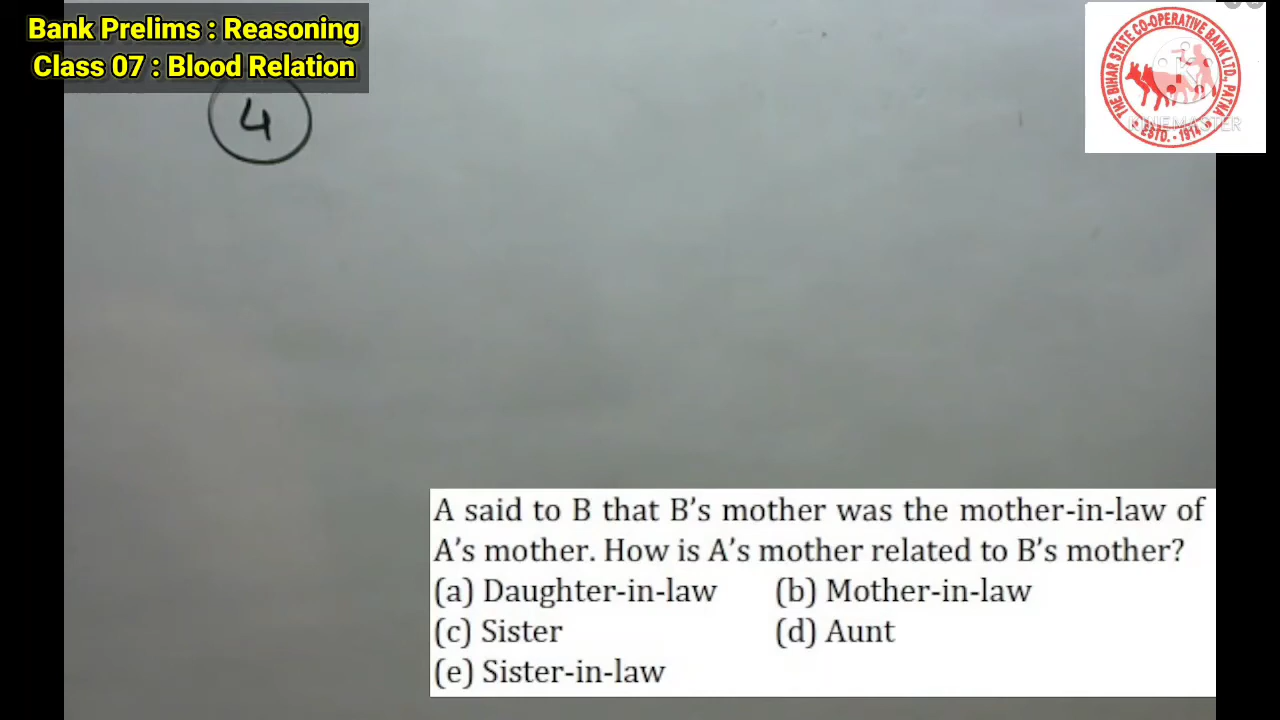 Bank Prelims : Reasoning
Class 07 : Blood Relation
THE BIHAR STATE CO-OPERATIVE BANK LTD., PATNA
ESTD. - 1914
KINEMASTER
4
A said to B that B’s mother was the mother-in-law of
A’s mother. How is A’s mother related to B’s mother?
(a) Daughter-in-law (b) Mother-in-law
(c) Sister (d) Aunt
(e) Sister-in-law